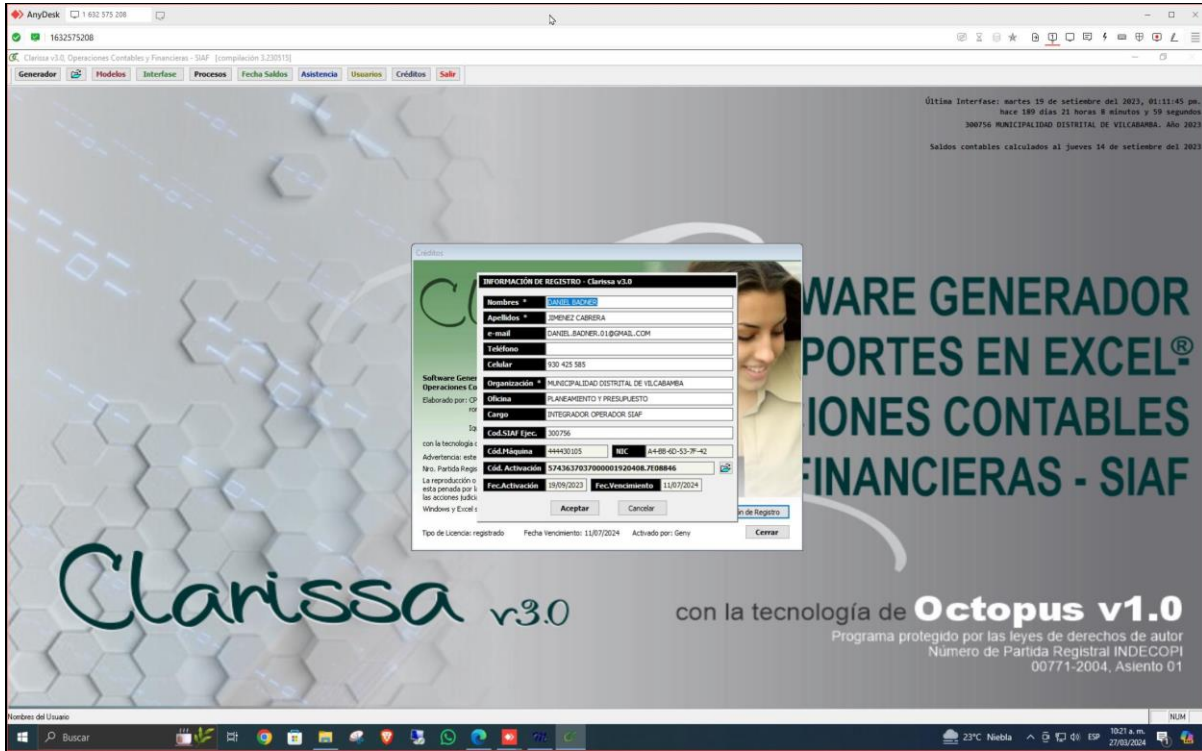 AnyDesk
1 632 575 208
1632575208
Clarissa v3.0, Operaciones Contables y Financieras - SIAF [compilación 3.230515]
Generador
Modelos
Interfase
Procesos
Fecha Saldos
Asistencia
Usuarios
Créditos
Salir
Última Interfase: martes 19 de setiembre del 2023, 01:11:45 pm.
hace 189 días 21 horas 8 minutos y 59 segundos
300756 MUNICIPALIDAD DISTRITAL DE VILCABAMBA. Año 2023
Saldos contables calculados al jueves 14 de setiembre del 2023
Créditos
INFORMACIÓN DE REGISTRO - Clarissa v3.0
Nombres * DANIEL BADNER
Apellidos * JIMENEZ CABRERA
e-mail DANIEL.BADNER.01@GMAIL.COM
Teléfono
Celular 930 425 585
Organización * MUNICIPALIDAD DISTRITAL DE VILCABAMBA
Oficina PLANEAMIENTO Y PRESUPUESTO
Cargo INTEGRADOR OPERADOR SIAF
Cod.SIAF Ejec. 300756
Cód.Máquina 444430105 NIC A4-BB-6D-53-7F-42
Cód. Activación 5743637037000001920408.7E08846
Fec.Activación 19/09/2023 Fec.Vencimiento 11/07/2024
Aceptar Cancelar
Cl
Software Gener
Operaciones Co
Elaborado por: CP
ror
Iq
con la tecnología d
Advertencia: este
Nro. Partida Regis
La reproducción o
esta penada por l
las acciones judicia
Windows y Excel s
ón de Registro
Tipo de Licencia: registrado Fecha Vencimiento: 11/07/2024 Activado por: Geny
Cerrar
WARE GENERADOR
PORTES EN EXCEL®
IONES CONTABLES
FINANCIERAS - SIAF
Clarissa v3.0
con la tecnología de Octopus v1.0
Programa protegido por las leyes de derechos de autor
Número de Partida Registral INDECOPI
00771-2004, Asiento 01
Nombres del Usuario
NUM
Buscar
23°C Niebla
ESP
10:21 a. m.
27/03/2024